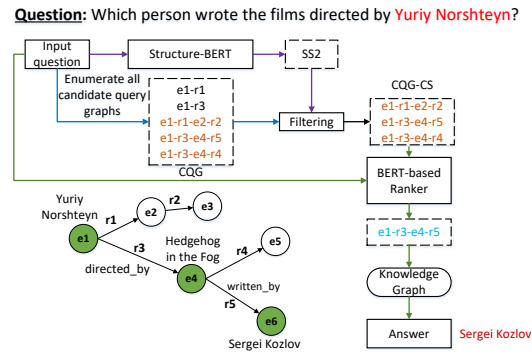 Question: Which person wrote the films directed by Yuriy Norshteyn?
Input
question
Structure-BERT
SS2
Enumerate all
candidate query
graphs
e1-r1
e1-r3
e1-r1-e2-r2
e1-r3-e4-r5
e1-r3-e4-r4
CQG
Filtering
CQG-CS
e1-r1-e2-r2
e1-r3-e4-r5
e1-r3-e4-r4
BERT-based
Ranker
e1-r3-e4-r5
Knowledge
Graph
Answer
Sergei Kozlov
Yuriy
Norshteyn
e1
r1
e2
r2
e3
r3
directed_by
Hedgehog
in the Fog
e4
r4
e5
written_by
r5
e6
Sergei Kozlov